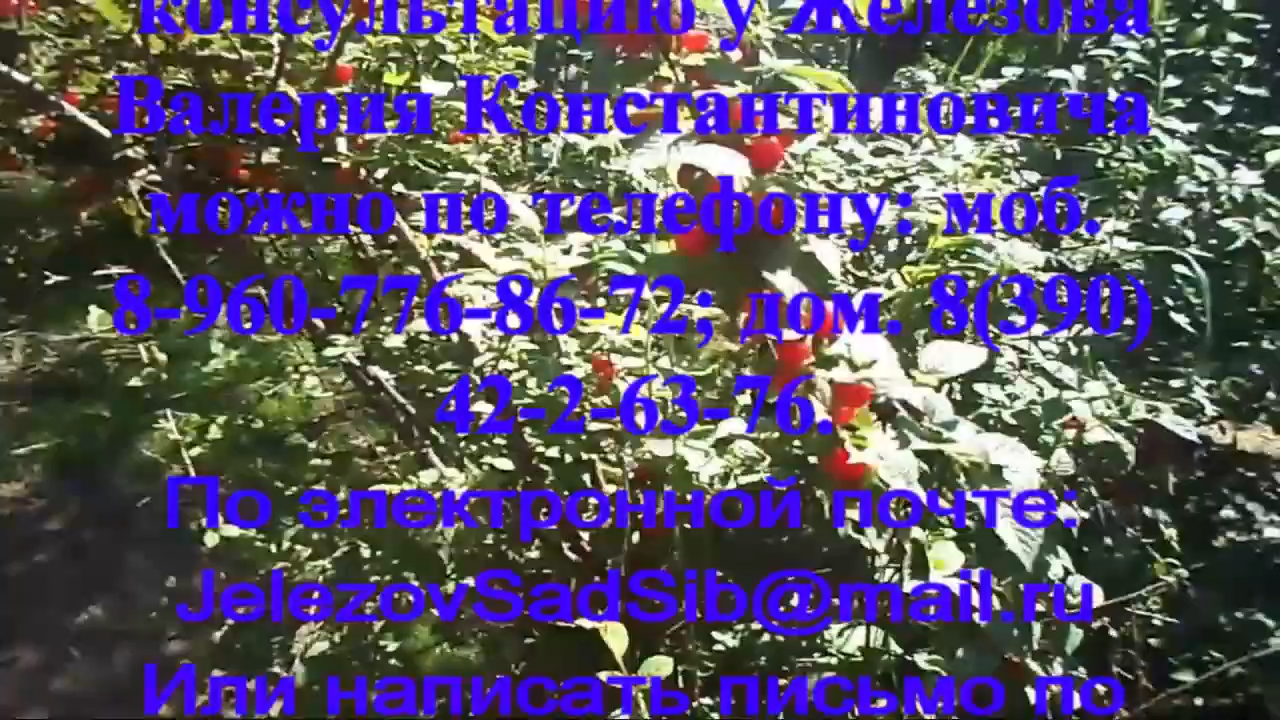 консультацию у Железова
Валерия Константиновича
можно по телефону: моб.
8-960-776-86-72; дом. 8(390)
42-2-63-76.
По электронной почте:
JelezovSadSib@mail.ru
Или написать письмо по